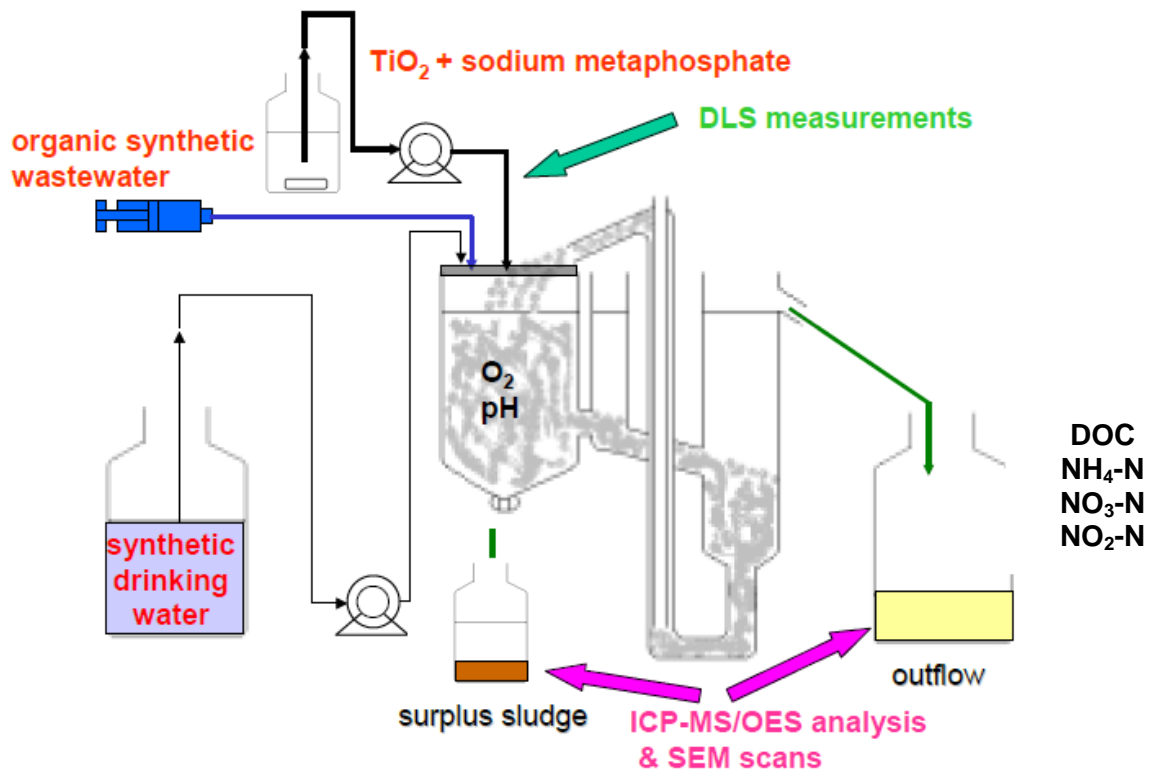 TiO₂ + sodium metaphosphate
DLS measurements
organic synthetic
wastewater
O₂
pH
synthetic
drinking
water
DOC
NH₄-N
NO₃-N
NO₂-N
surplus sludge
outflow
ICP-MS/OES analysis
& SEM scans